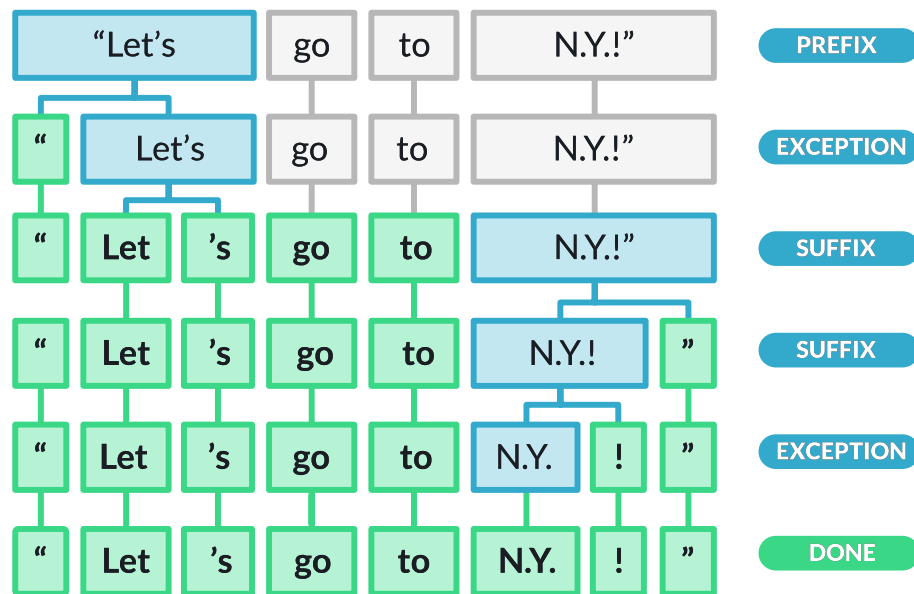 “Let’s go to N.Y.!” PREFIX
“ Let’s go to N.Y.!” EXCEPTION
“ Let ’s go to N.Y.!” SUFFIX
“ Let ’s go to N.Y.! ” SUFFIX
“ Let ’s go to N.Y. ! ” EXCEPTION
“ Let ’s go to N.Y. ! ” DONE